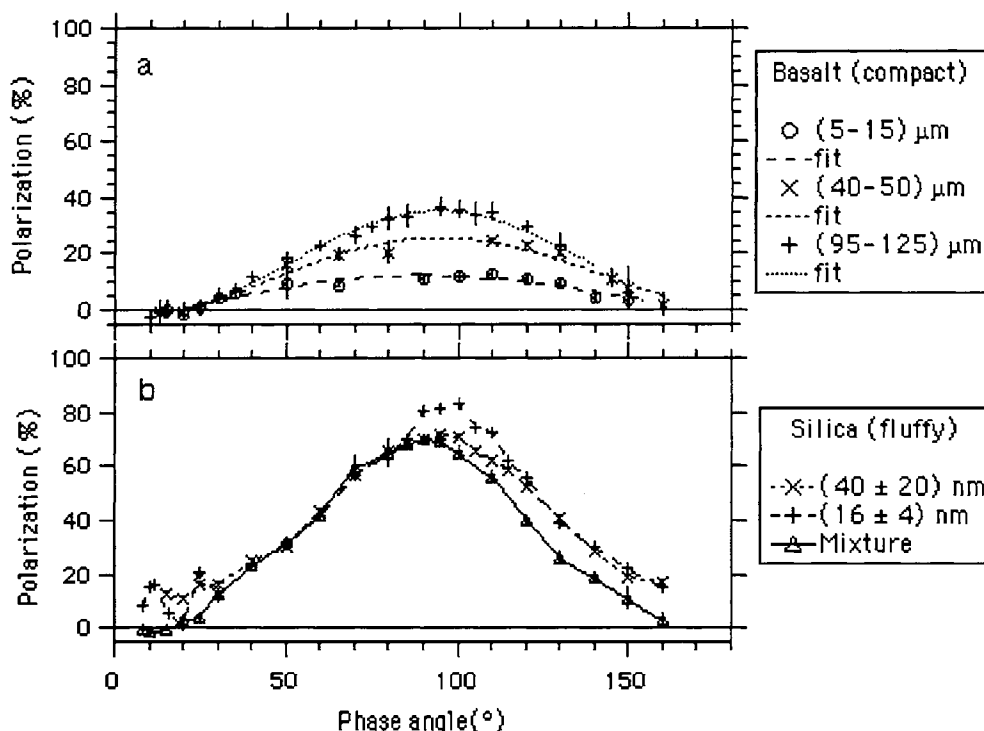 100
80
60
40
20
0
Polarization (%)
a
Basalt (compact)
(5-15) μm
fit
(40-50) μm
fit
(95-125) μm
fit
100
80
60
40
20
0
Polarization (%)
b
Silica (fluffy)
(40 ± 20) nm
(16 ± 4) nm
Mixture
0 50 100 150
Phase angle(°)